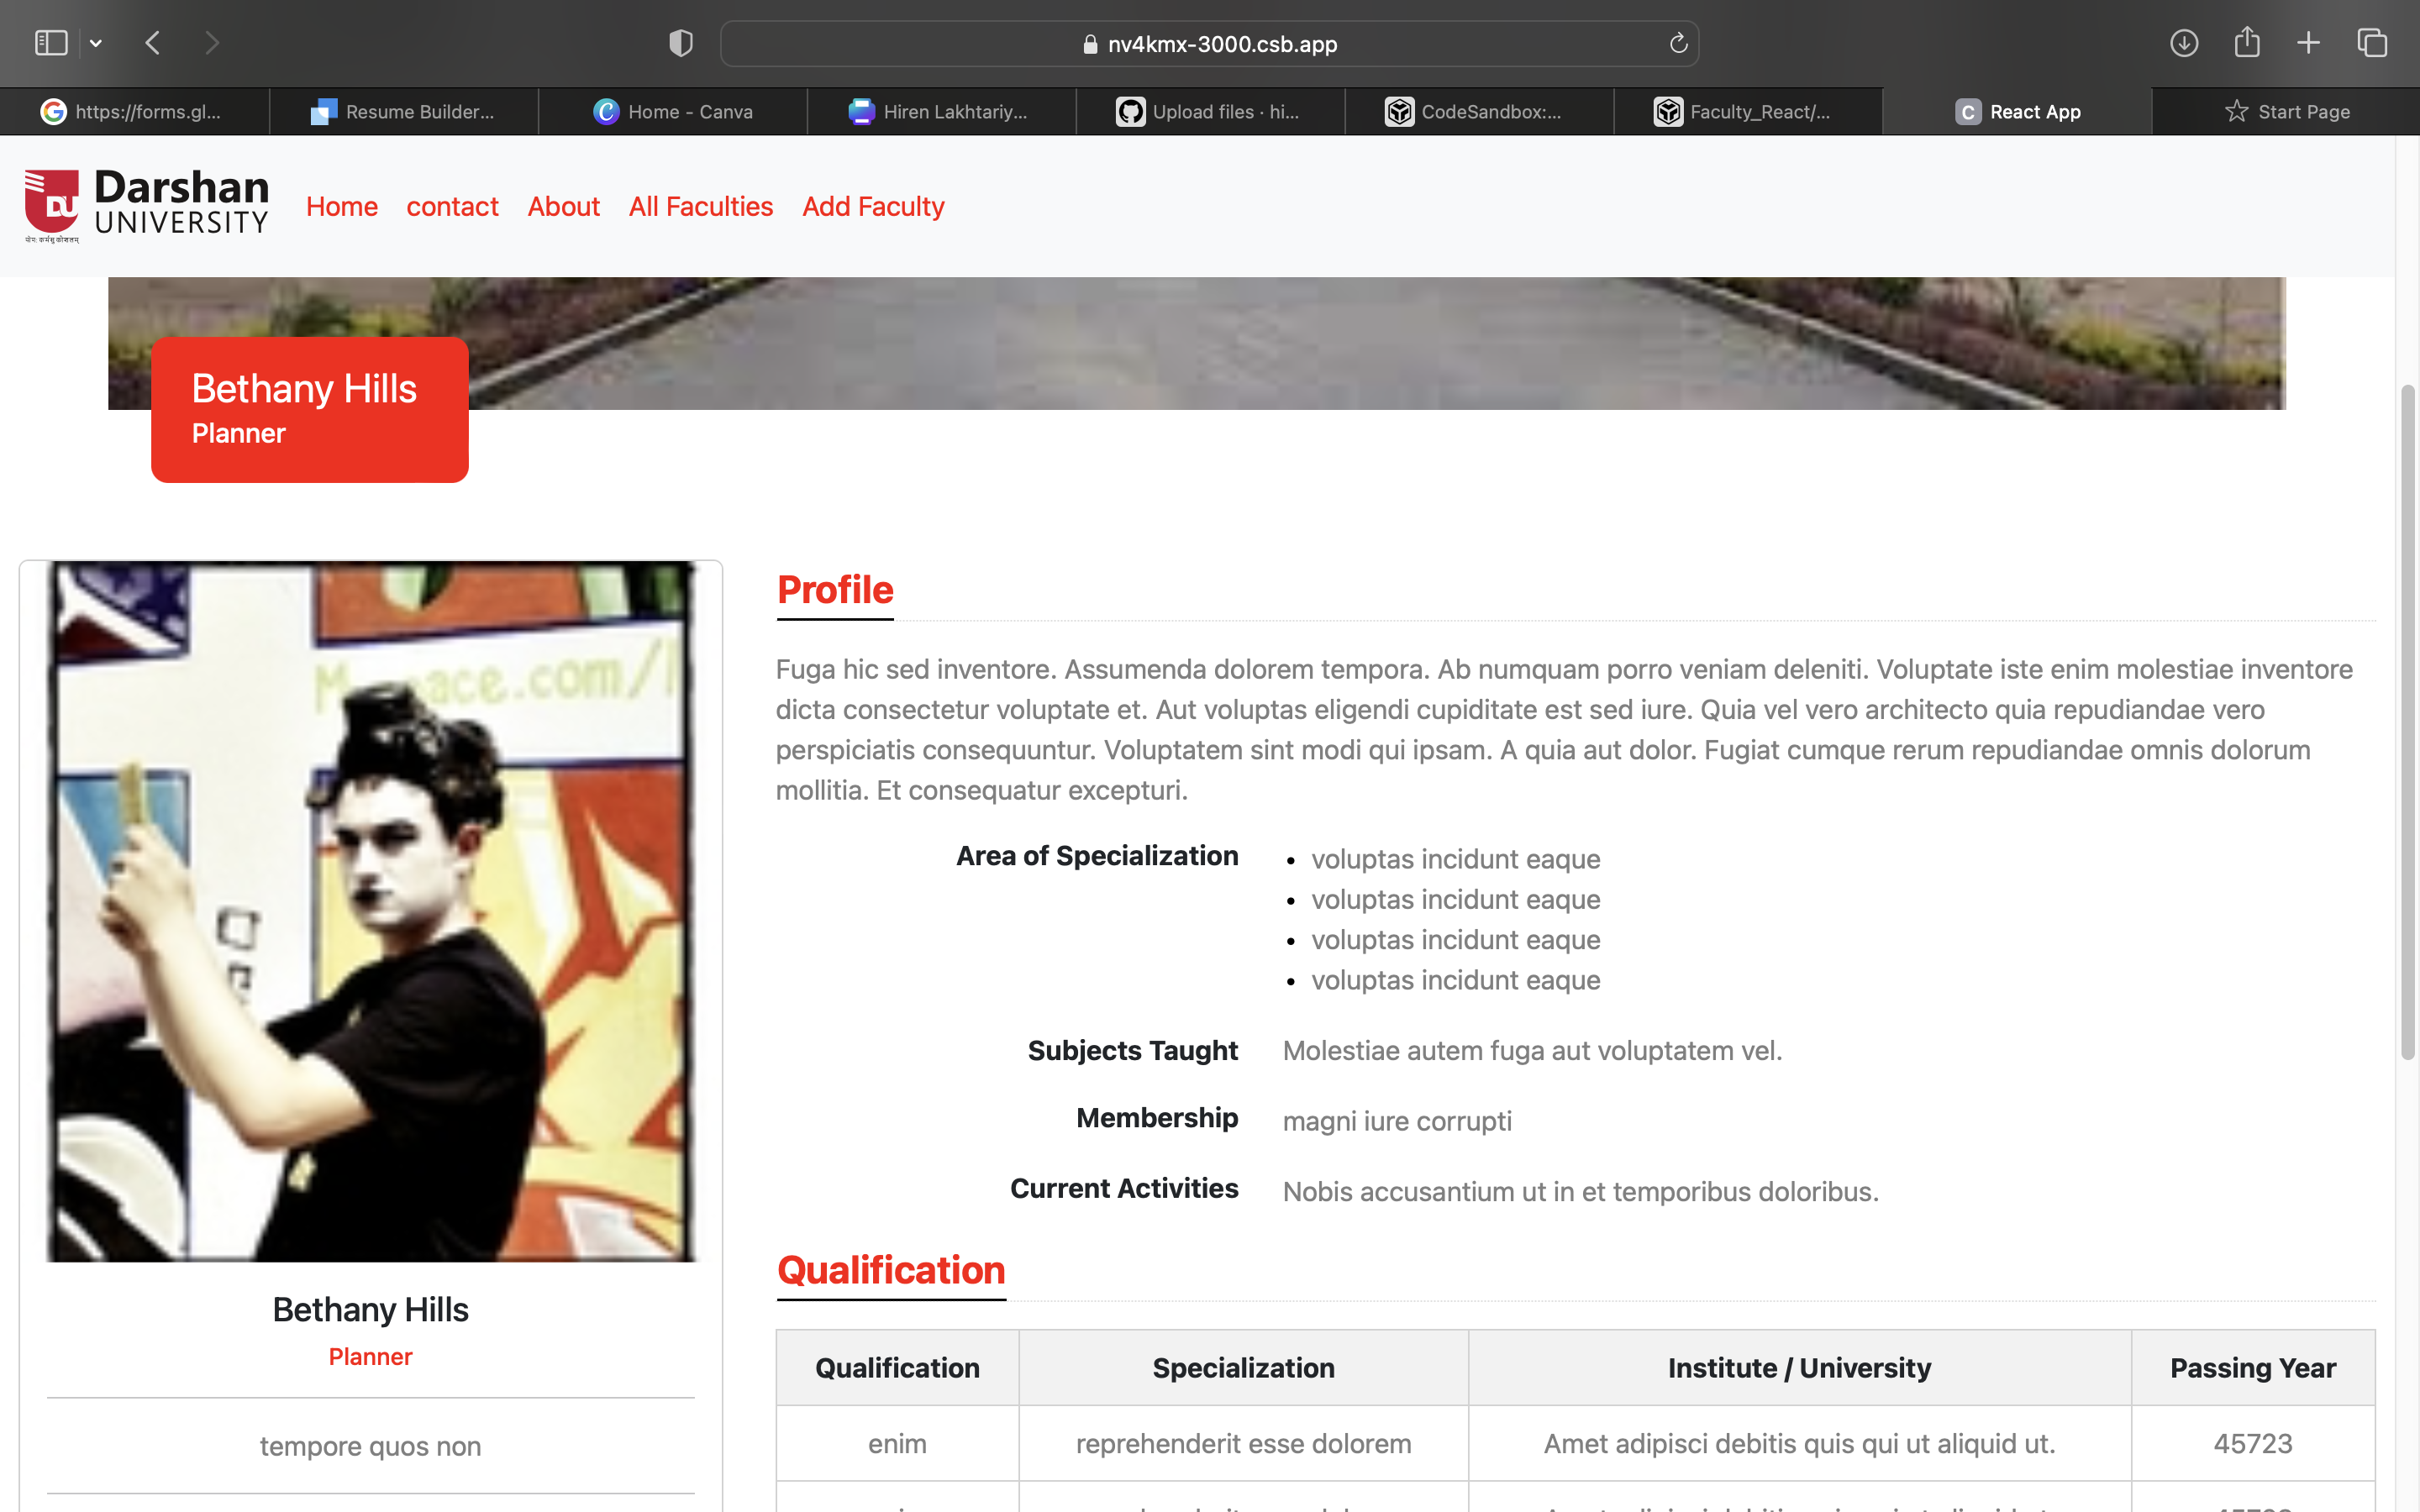 nv4kmx-3000.csb.app
https://forms.gl...
Resume Builder...
Home - Canva
Hiren Lakhtariy...
Upload files · hi...
CodeSandbox:...
Faculty_React/...
React App
Start Page
Darshan
UNIVERSITY
योगः कर्मसु कौशलम्
Home contact About All Faculties Add Faculty
Bethany Hills
Planner
Profile
Fuga hic sed inventore. Assumenda dolorem tempora. Ab numquam porro veniam deleniti. Voluptate iste enim molestiae inventore
dicta consectetur voluptate et. Aut voluptas eligendi cupiditate est sed iure. Quia vel vero architecto quia repudiandae vero
perspiciatis consequuntur. Voluptatem sint modi qui ipsam. A quia aut dolor. Fugiat cumque rerum repudiandae omnis dolorum
mollitia. Et consequatur excepturi.
Area of Specialization
• voluptas incidunt eaque
• voluptas incidunt eaque
• voluptas incidunt eaque
• voluptas incidunt eaque
Subjects Taught Molestiae autem fuga aut voluptatem vel.
Membership magni iure corrupti
Current Activities Nobis accusantium ut in et temporibus doloribus.
Bethany Hills
Planner
tempore quos non
Qualification
Qualification Specialization Institute / University Passing Year
enim reprehenderit esse dolorem Amet adipisci debitis quis qui ut aliquid ut. 45723